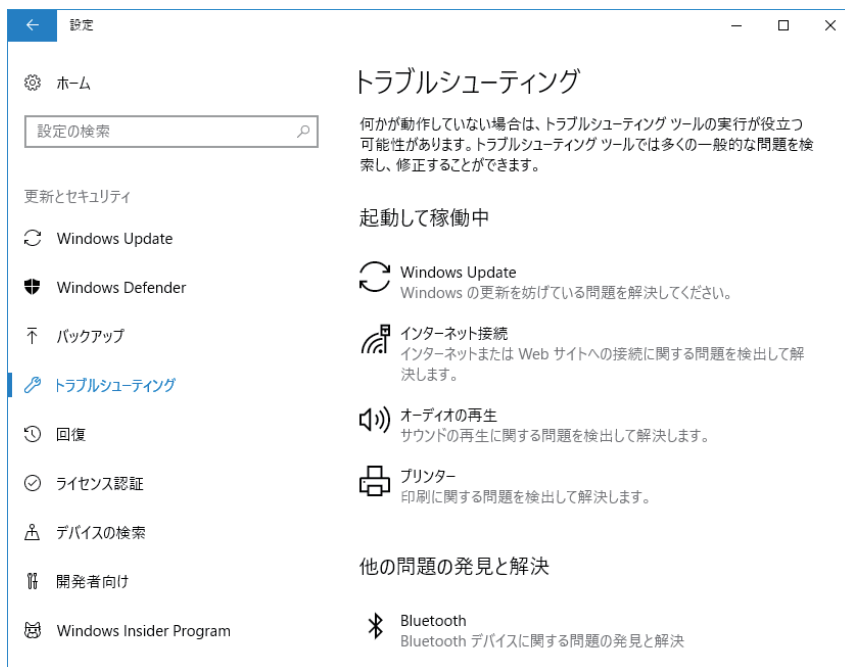 設定
ホーム
設定の検索
更新とセキュリティ
Windows Update
Windows Defender
バックアップ
トラブルシューティング
回復
ライセンス認証
デバイスの検索
開発者向け
Windows Insider Program
トラブルシューティング
何かが動作していない場合は、トラブルシューティング ツールの実行が役立つ
可能性があります。トラブルシューティング ツールでは多くの一般的な問題を検
索し、修正することができます。
起動して稼働中
Windows Update
Windows の更新を妨げている問題を解決してください。
インターネット接続
インターネットまたは Web サイトへの接続に関する問題を検出して解
決します。
オーディオの再生
サウンドの再生に関する問題を検出して解決します。
プリンター
印刷に関する問題を検出して解決します。
他の問題の発見と解決
Bluetooth
Bluetooth デバイスに関する問題の発見と解決